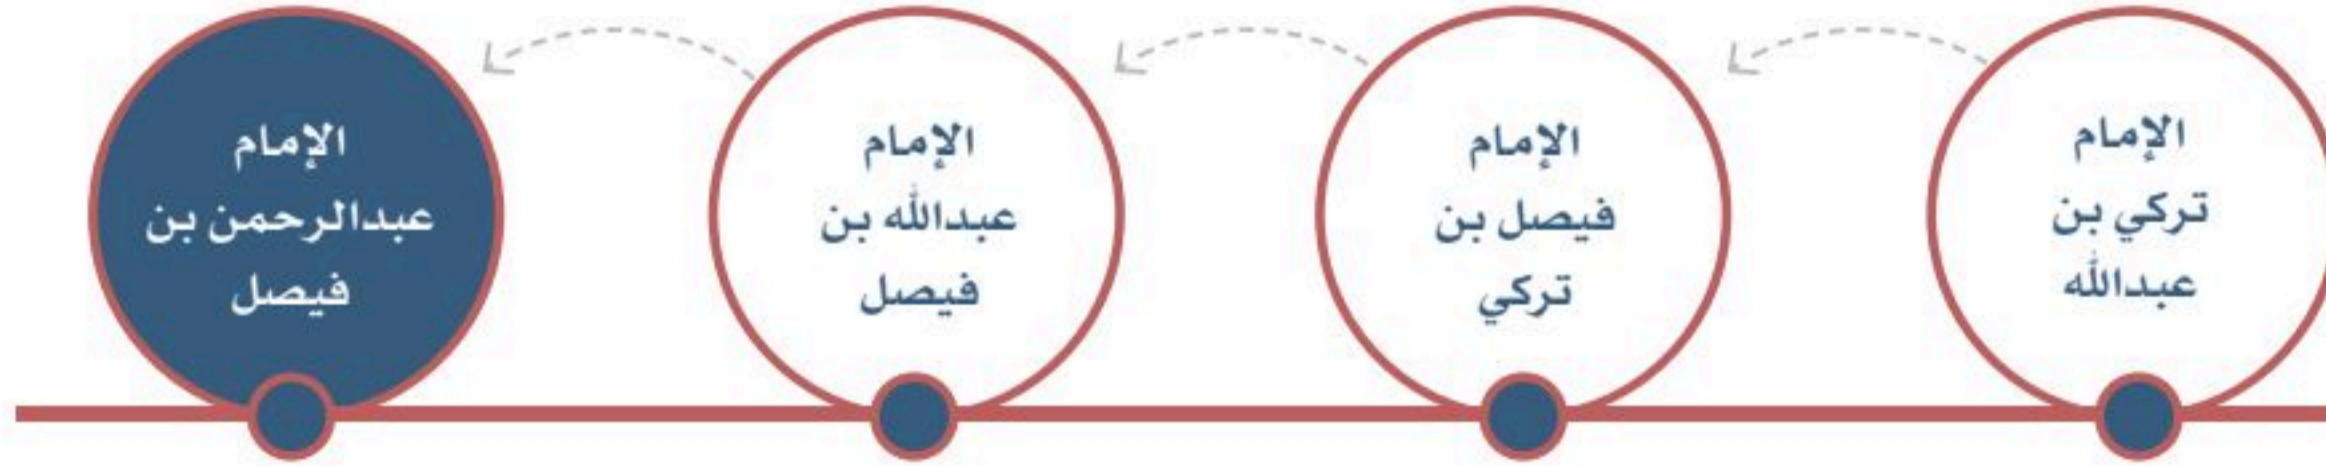 الإمام
تركي بن
عبدالله
الإمام
فيصل بن
تركي
الإمام
عبدالله بن
فيصل
الإمام
عبدالرحمن بن
فيصل